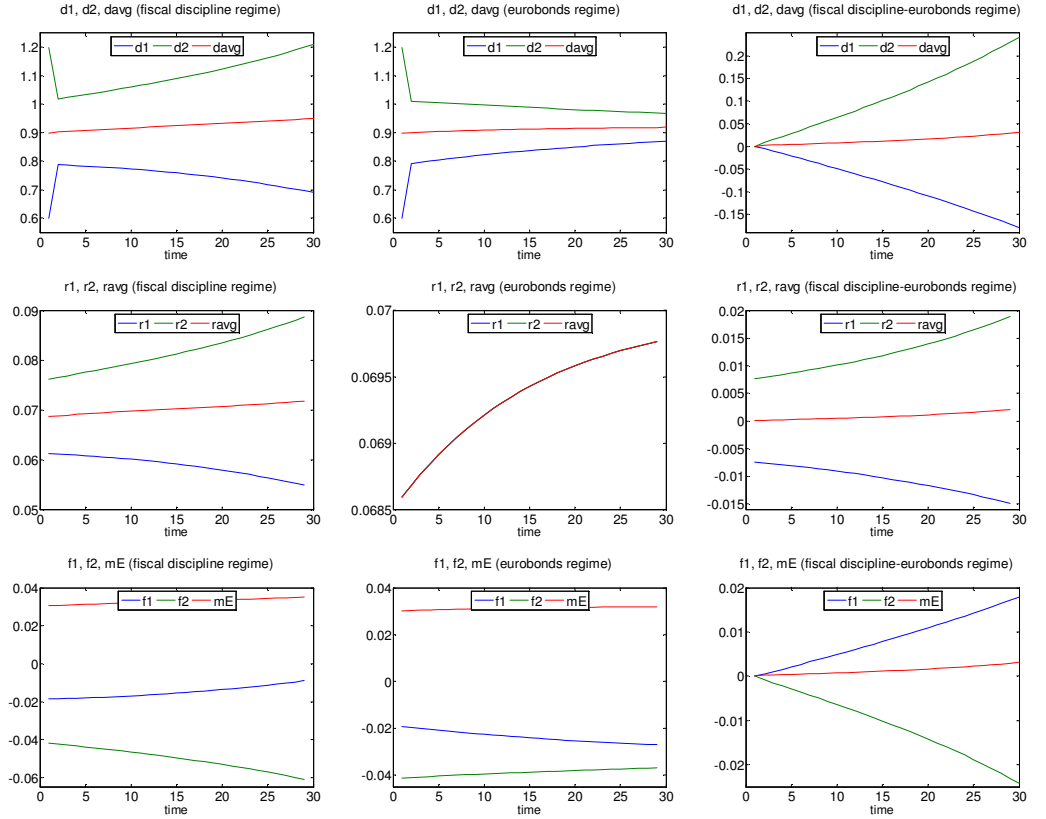 d1, d2, davg (fiscal discipline regime)
d1 d2 davg
1.2
1.1
1
0.9
0.8
0.7
0.6
0 5 10 15 20 25 30
time
d1, d2, davg (eurobonds regime)
d1 d2 davg
1.2
1.1
1
0.9
0.8
0.7
0.6
0 5 10 15 20 25 30
time
d1, d2, davg (fiscal discipline-eurobonds regime)
d1 d2 davg
0.2
0.15
0.1
0.05
0
-0.05
-0.1
-0.15
0 5 10 15 20 25 30
time
r1, r2, ravg (fiscal discipline regime)
r1 r2 ravg
0.09
0.08
0.07
0.06
0.05
0 5 10 15 20 25 30
time
r1, r2, ravg (eurobonds regime)
r1 r2 ravg
0.07
0.0695
0.069
0.0685
0 5 10 15 20 25 30
time
r1, r2, ravg (fiscal discipline-eurobonds regime)
r1 r2 ravg
0.02
0.015
0.01
0.005
0
-0.005
-0.01
-0.015
0 5 10 15 20 25 30
time
f1, f2, mE (fiscal discipline regime)
f1 f2 mE
0.04
0.02
0
-0.02
-0.04
-0.06
0 5 10 15 20 25 30
time
f1, f2, mE (eurobonds regime)
f1 f2 mE
0.04
0.02
0
-0.02
-0.04
0 5 10 15 20 25 30
time
f1, f2, mE (fiscal discipline-eurobonds regime)
f1 f2 mE
0.02
0.01
0
-0.01
-0.02
0 5 10 15 20 25 30
time